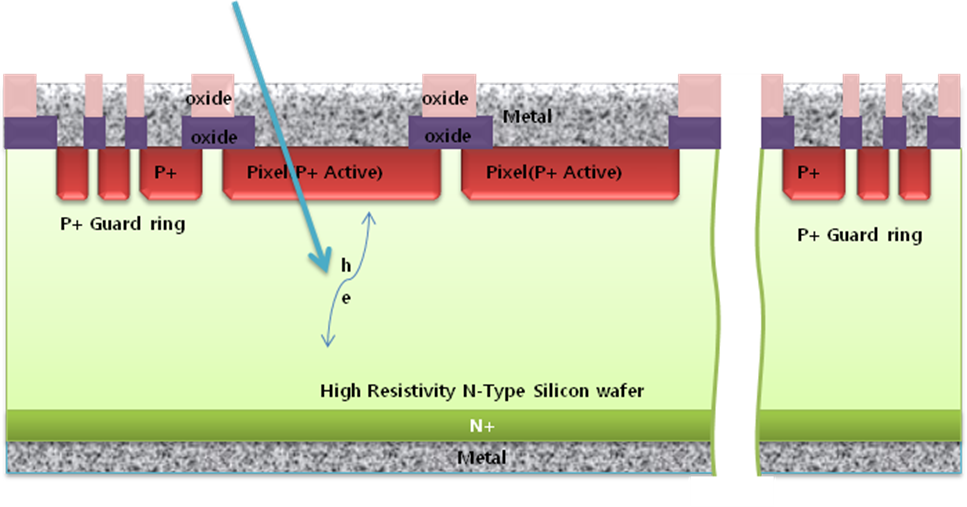 oxide
oxide
oxide
oxide
Metal
P+
Pixel(P+ Active)
Pixel(P+ Active)
P+
P+ Guard ring
P+ Guard ring
h
e
High Resistivity N-Type Silicon wafer
N+
Metal